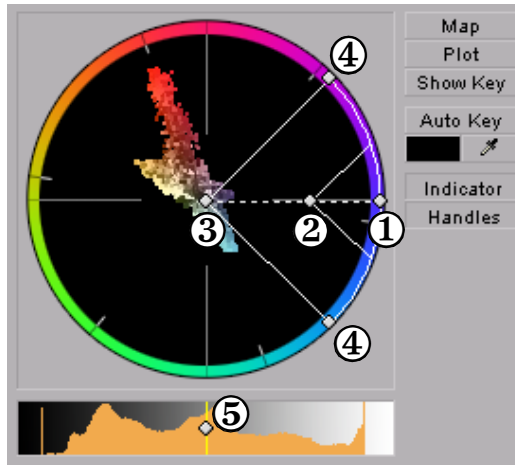 Map
Plot
Show Key
Auto Key
Indicator
Handles
④
③
②
①
④
⑤